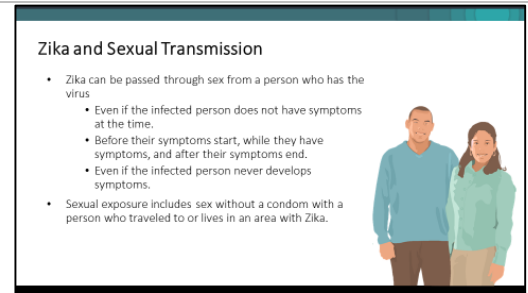 Zika and Sexual Transmission
• Zika can be passed through sex from a person who has the
virus
• Even if the infected person does not have symptoms
at the time.
• Before their symptoms start, while they have
symptoms, and after their symptoms end.
• Even if the infected person never develops
symptoms.
• Sexual exposure includes sex without a condom with a
person who traveled to or lives in an area with Zika.